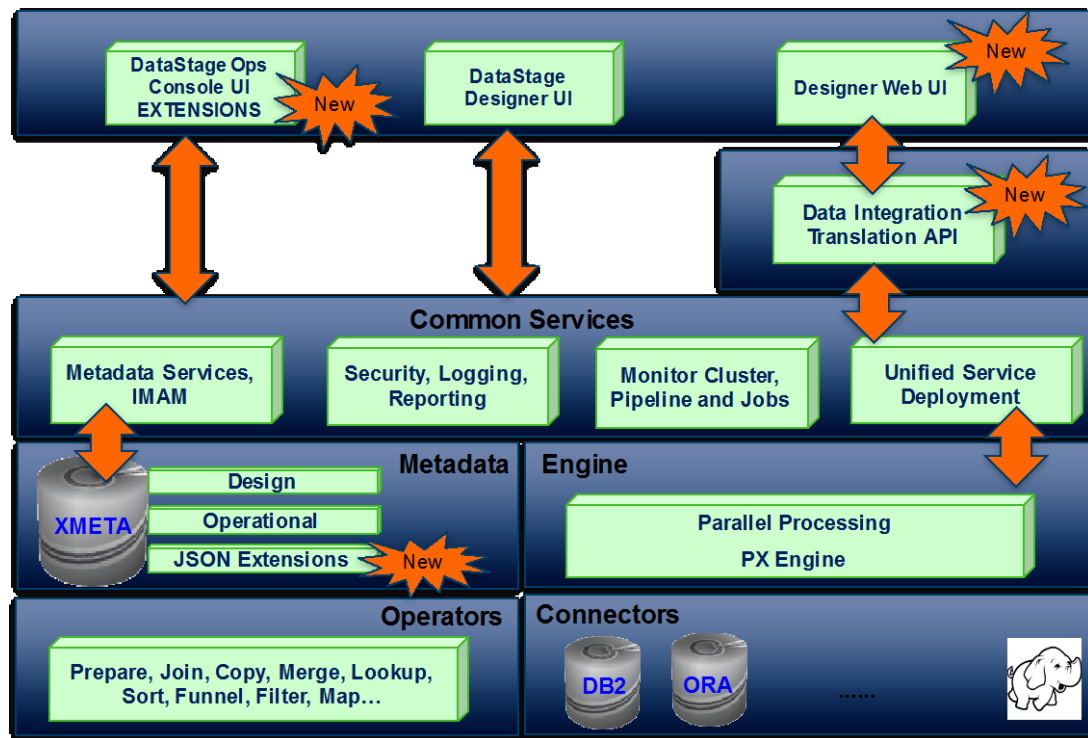 DataStage Ops
Console UI
EXTENSIONS
New
DataStage
Designer UI
Designer Web UI
New
Data Integration
Translation API
New
Common Services
Metadata Services,
IMAM
Security, Logging,
Reporting
Monitor Cluster,
Pipeline and Jobs
Unified Service
Deployment
Metadata
XMETA
Design
Operational
JSON Extensions
New
Engine
Parallel Processing
PX Engine
Operators
Prepare, Join, Copy, Merge, Lookup,
Sort, Funnel, Filter, Map...
Connectors
DB2
ORA
......